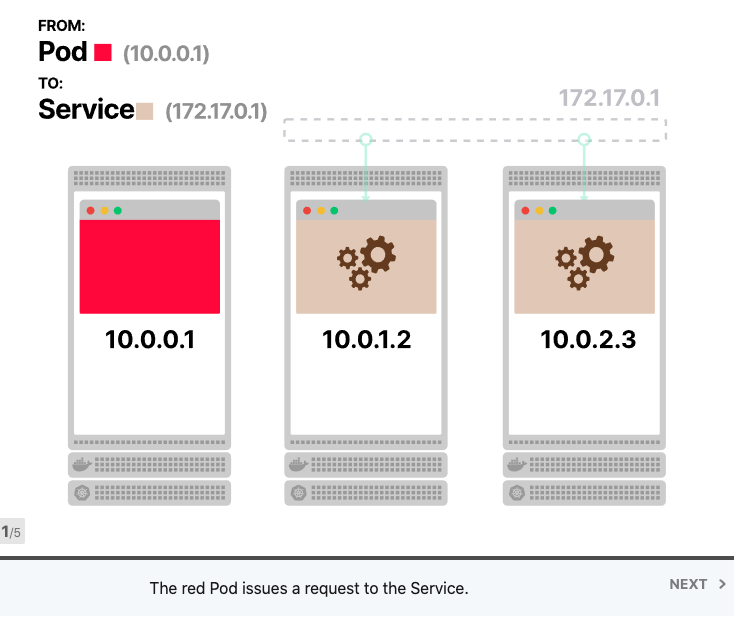 FROM:
Pod (10.0.0.1)
TO:
Service (172.17.0.1)
172.17.0.1
10.0.0.1
10.0.1.2
10.0.2.3
1/5
The red Pod issues a request to the Service.
NEXT